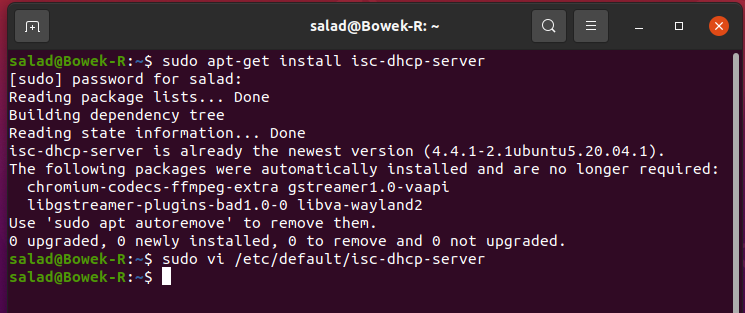 salad@Bowek-R: ~
salad@Bowek-R:~$ sudo apt-get install isc-dhcp-server
[sudo] password for salad:
Reading package lists... Done
Building dependency tree
Reading state information... Done
isc-dhcp-server is already the newest version (4.4.1-2.1ubuntu5.20.04.1).
The following packages were automatically installed and are no longer required:
  chromium-codecs-ffmpeg-extra gstreamer1.0-vaapi
  libgstreamer-plugins-bad1.0-0 libva-wayland2
Use 'sudo apt autoremove' to remove them.
0 upgraded, 0 newly installed, 0 to remove and 0 not upgraded.
salad@Bowek-R:~$ sudo vi /etc/default/isc-dhcp-server
salad@Bowek-R:~$